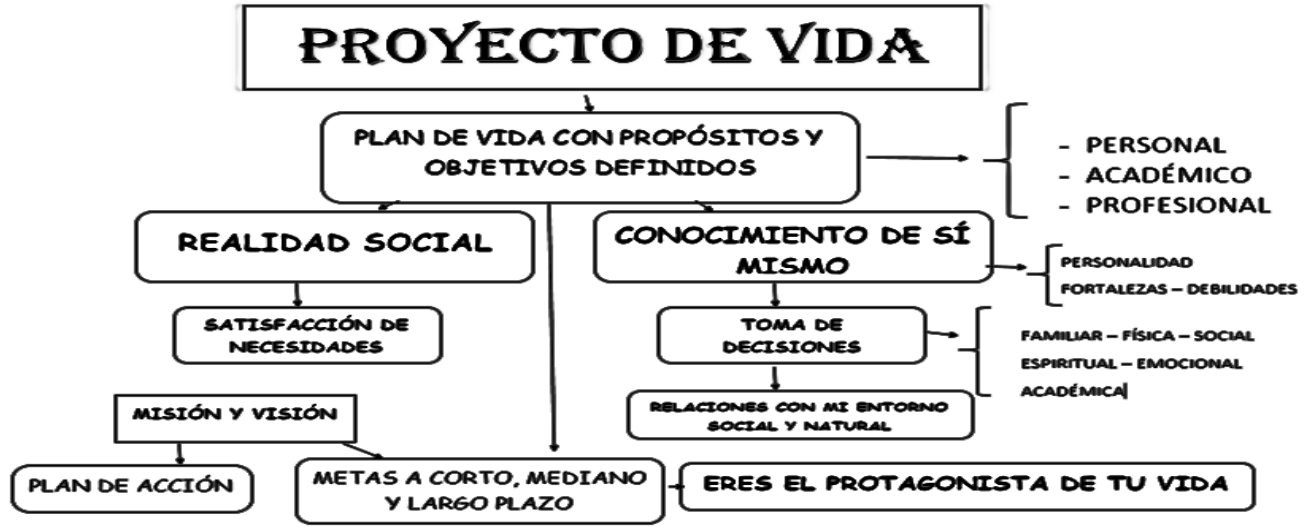 PROYECTO DE VIDA
PLAN DE VIDA CON PROPÓSITOS Y
OBJETIVOS DEFINIDOS
- PERSONAL
- ACADÉMICO
- PROFESIONAL
REALIDAD SOCIAL
CONOCIMIENTO DE SÍ
MISMO
PERSONALIDAD
FORTALEZAS – DEBILIDADES
SATISFACCIÓN DE
NECESIDADES
TOMA DE
DECISIONES
FAMILIAR – FÍSICA – SOCIAL
ESPIRITUAL – EMOCIONAL
ACADÉMICA
RELACIONES CON MI ENTORNO
SOCIAL Y NATURAL
MISIÓN Y VISIÓN
PLAN DE ACCIÓN
METAS A CORTO, MEDIANO
Y LARGO PLAZO
ERES EL PROTAGONISTA DE TU VIDA